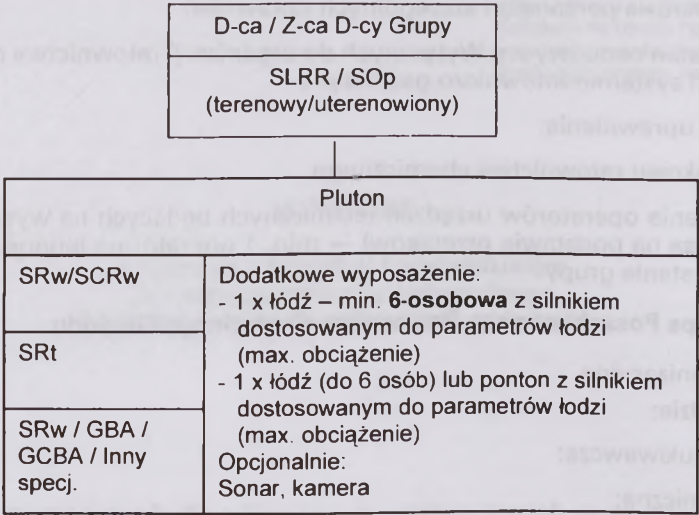 D-ca / Z-ca D-cy Grupy
SLRR / SOp
(terenowy/uterenowiony)
Pluton
SRw/SCRw
SRt
SRw / GBA /
GCBA / Inny
specj.
Dodatkowe wyposażenie:
- 1 x łódź – min. 6-osobowa z silnikiem
dostosowanym do parametrów łodzi
(max. obciążenie)
- 1 x łódź (do 6 osób) lub ponton z silnikiem
dostosowanym do parametrów łodzi
(max. obciążenie)
Opcjonalnie:
Sonar, kamera